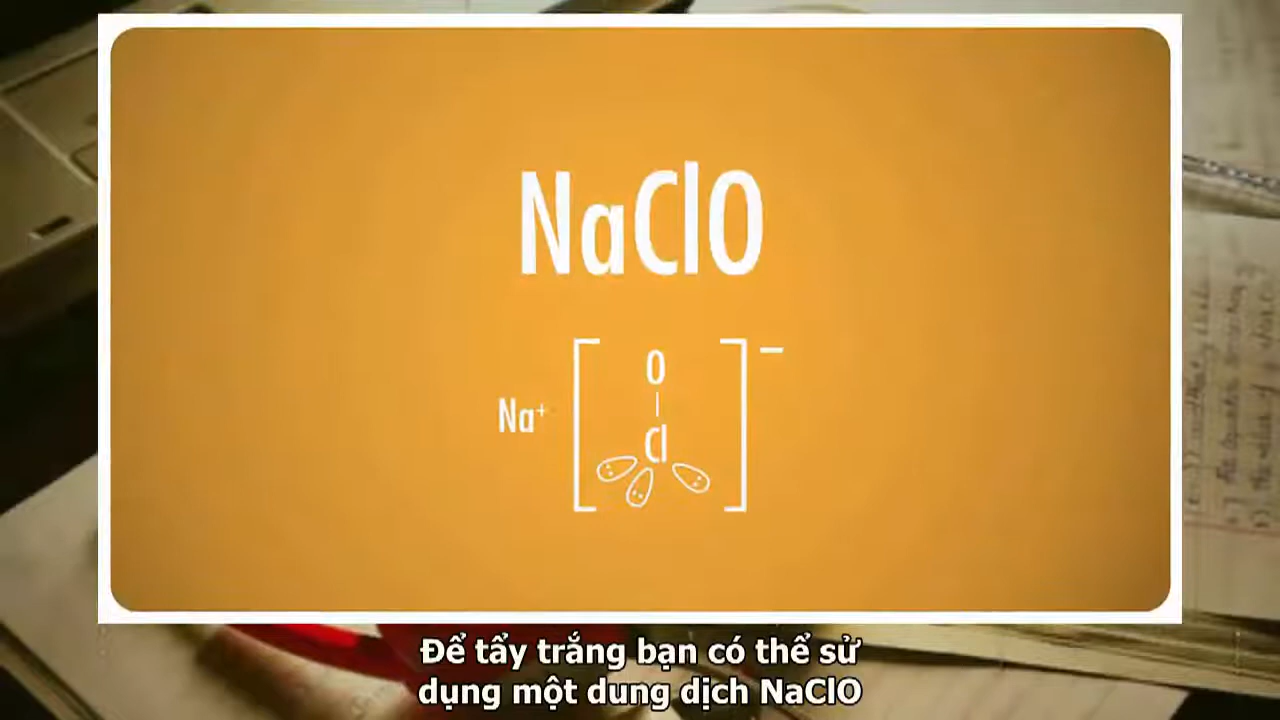 NaClO
O
Na+ [ Cl ] −
Để tẩy trắng bạn có thể sử
dụng một dung dịch NaClO